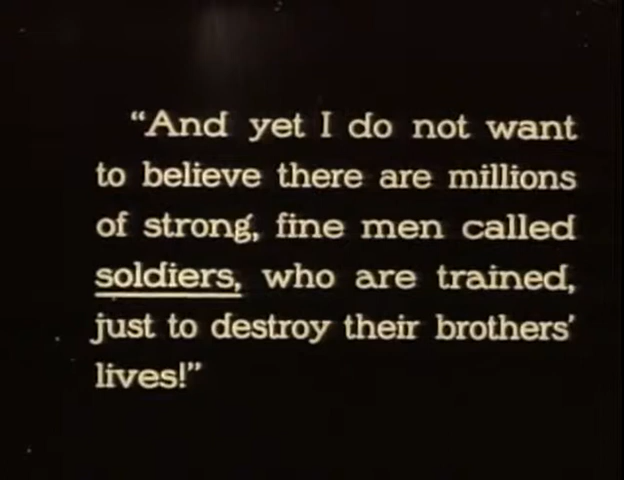 “And yet I do not want
to believe there are millions
of strong, fine men called
soldiers, who are trained,
just to destroy their brothers’
lives!”